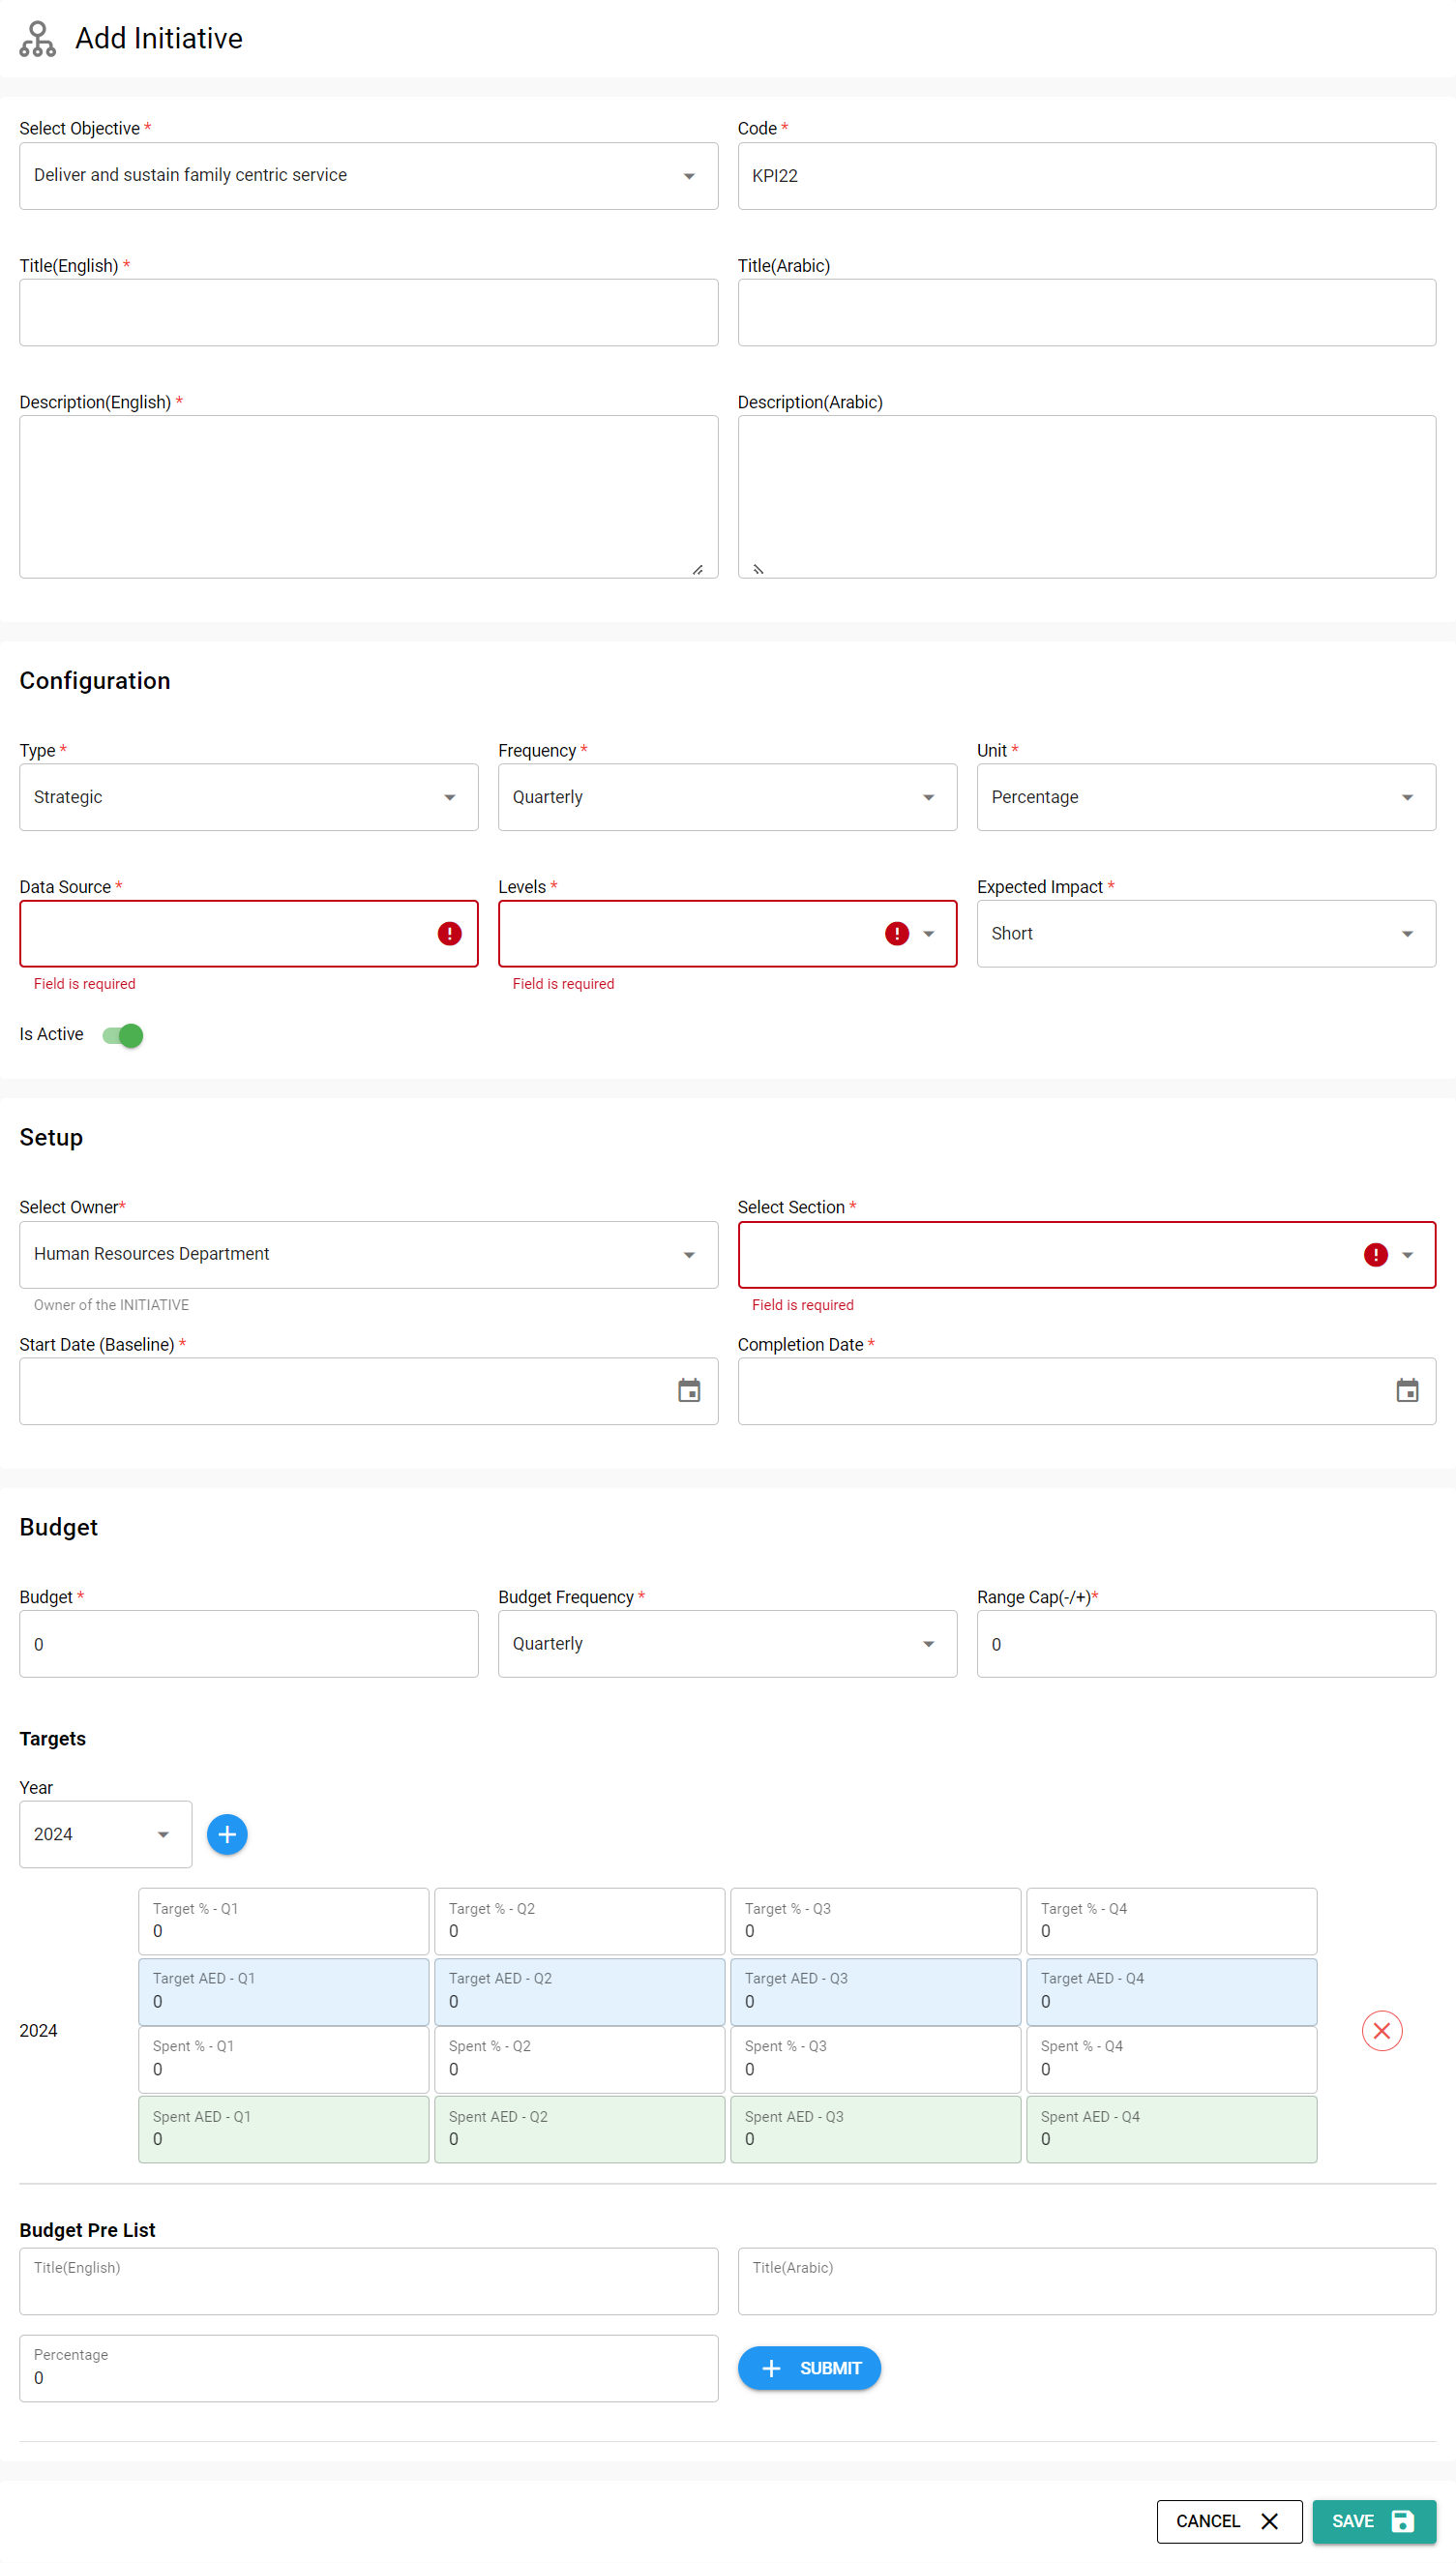 Add Initiative
Select Objective *
Code *
Deliver and sustain family centric service
KPI22
Title(English) *
Title(Arabic)
Description(English) *
Description(Arabic)
Configuration
Type *
Frequency *
Unit *
Strategic
Quarterly
Percentage
Data Source *
Levels *
Expected Impact *
Short
Field is required
Field is required
Is Active
Setup
Select Owner*
Select Section *
Human Resources Department
Owner of the INITIATIVE
Field is required
Start Date (Baseline) *
Completion Date *
Budget
Budget *
Budget Frequency *
Range Cap(-/+)*
0
Quarterly
0
Targets
Year
2024
Target % - Q1
Target % - Q2
Target % - Q3
Target % - Q4
0
0
0
0
Target AED - Q1
Target AED - Q2
Target AED - Q3
Target AED - Q4
0
0
0
0
2024
Spent % - Q1
Spent % - Q2
Spent % - Q3
Spent % - Q4
0
0
0
0
Spent AED - Q1
Spent AED - Q2
Spent AED - Q3
Spent AED - Q4
0
0
0
0
Budget Pre List
Title(English)
Title(Arabic)
Percentage
0
SUBMIT
CANCEL
SAVE